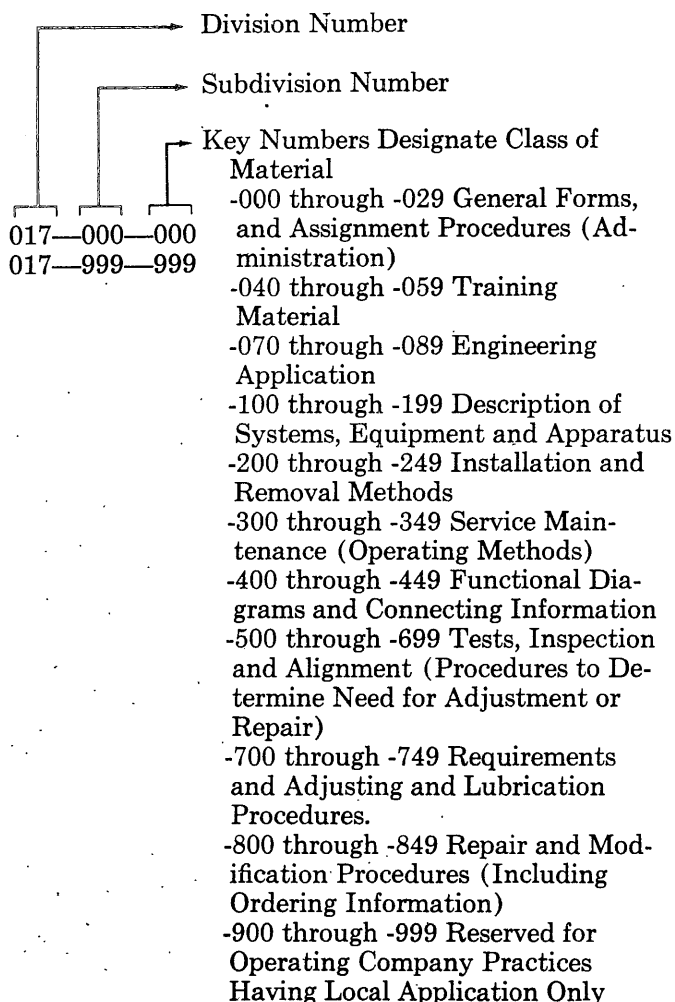 Division Number
Subdivision Number
Key Numbers Designate Class of
Material
-000 through -029 General Forms,
017—000—000 and Assignment Procedures (Ad-
017—999—999 ministration)
-040 through -059 Training
Material
-070 through -089 Engineering
Application
-100 through -199 Description of
Systems, Equipment and Apparatus
-200 through -249 Installation and
Removal Methods
-300 through -349 Service Main-
tenance (Operating Methods)
-400 through -449 Functional Dia-
grams and Connecting Information
-500 through -699 Tests, Inspection
and Alignment (Procedures to De-
termine Need for Adjustment or
Repair)
-700 through -749 Requirements
and Adjusting and Lubrication
Procedures.
-800 through -849 Repair and Mod-
ification Procedures (Including
Ordering Information)
-900 through -999 Reserved for
Operating Company Practices
Having Local Application Only